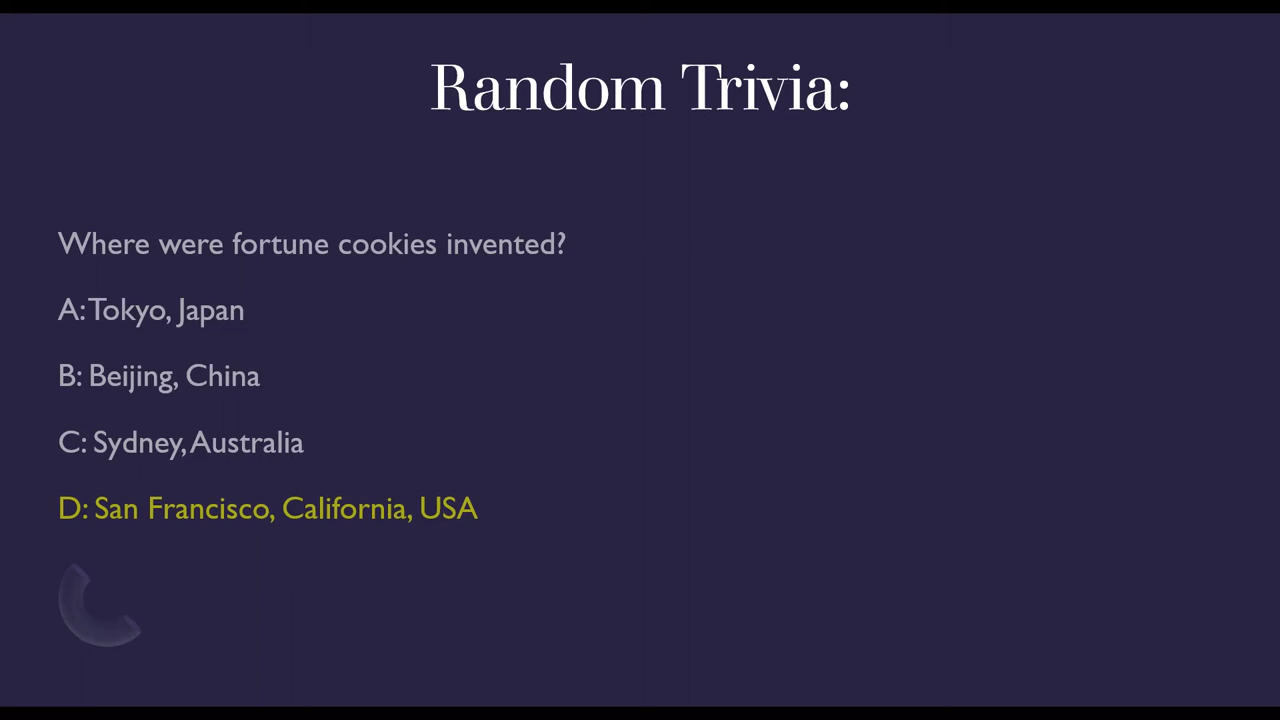 Random Trivia:
Where were fortune cookies invented?
A: Tokyo, Japan
B: Beijing, China
C: Sydney, Australia
D: San Francisco, California, USA